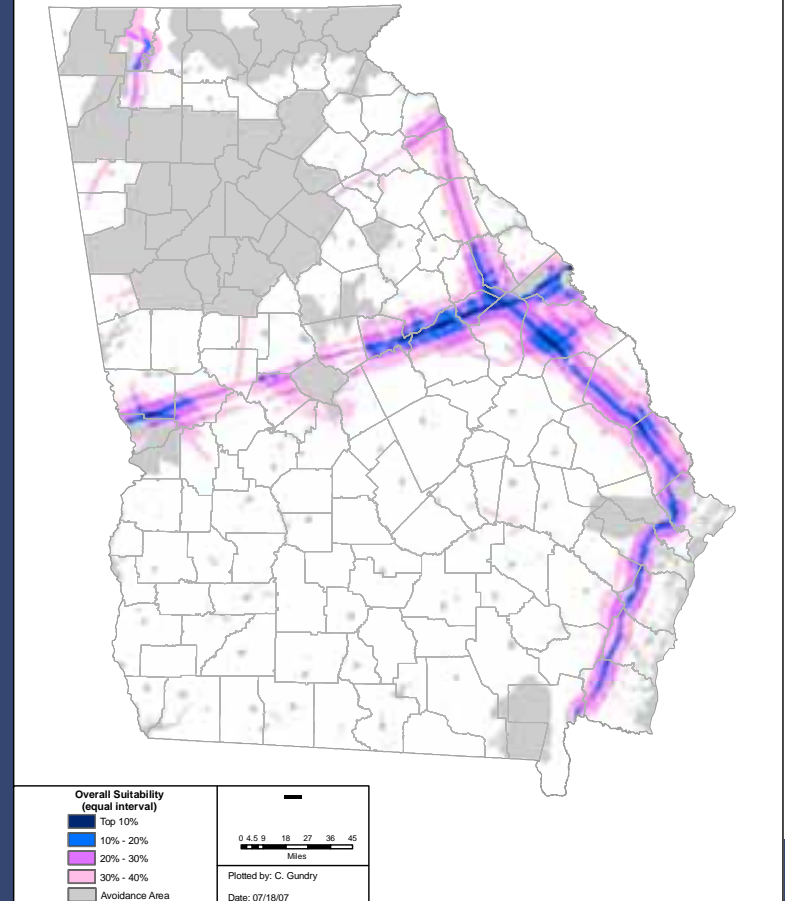 Overall Suitability
(equal interval)
Top 10%
10% - 20%
20% - 30%
30% - 40%
Avoidance Area
0 4.5 9 18 27 36 45
Miles
Plotted by: C. Gundry
Date: 07/18/07